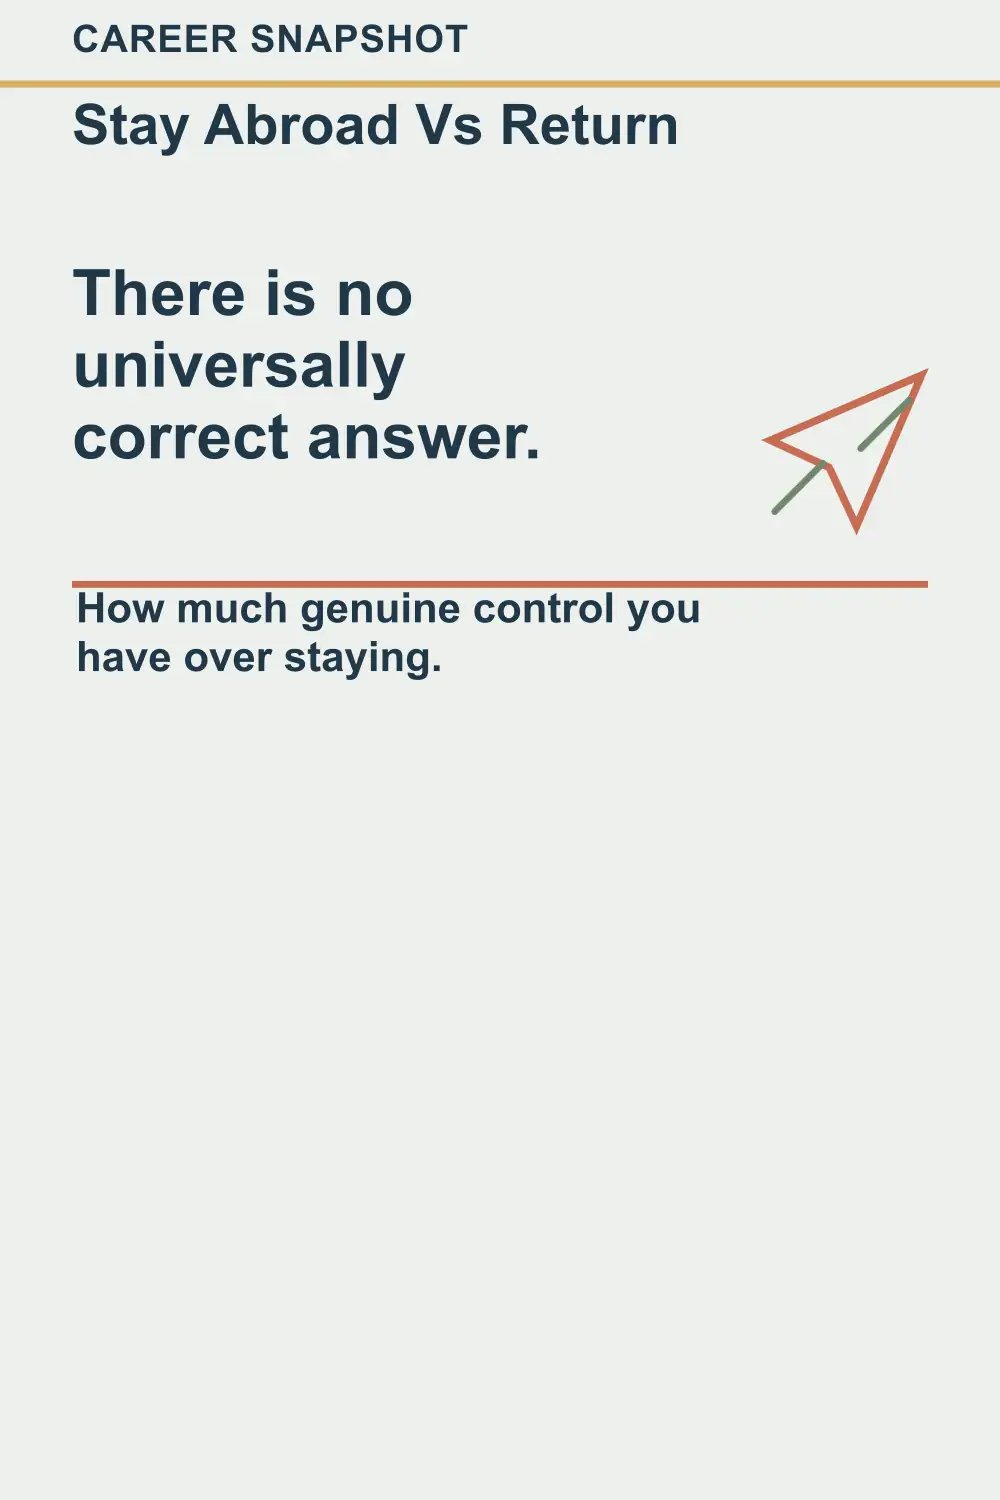 CAREER SNAPSHOT
Stay Abroad Vs Return
There is no
universally
correct answer.
How much genuine control you
have over staying.